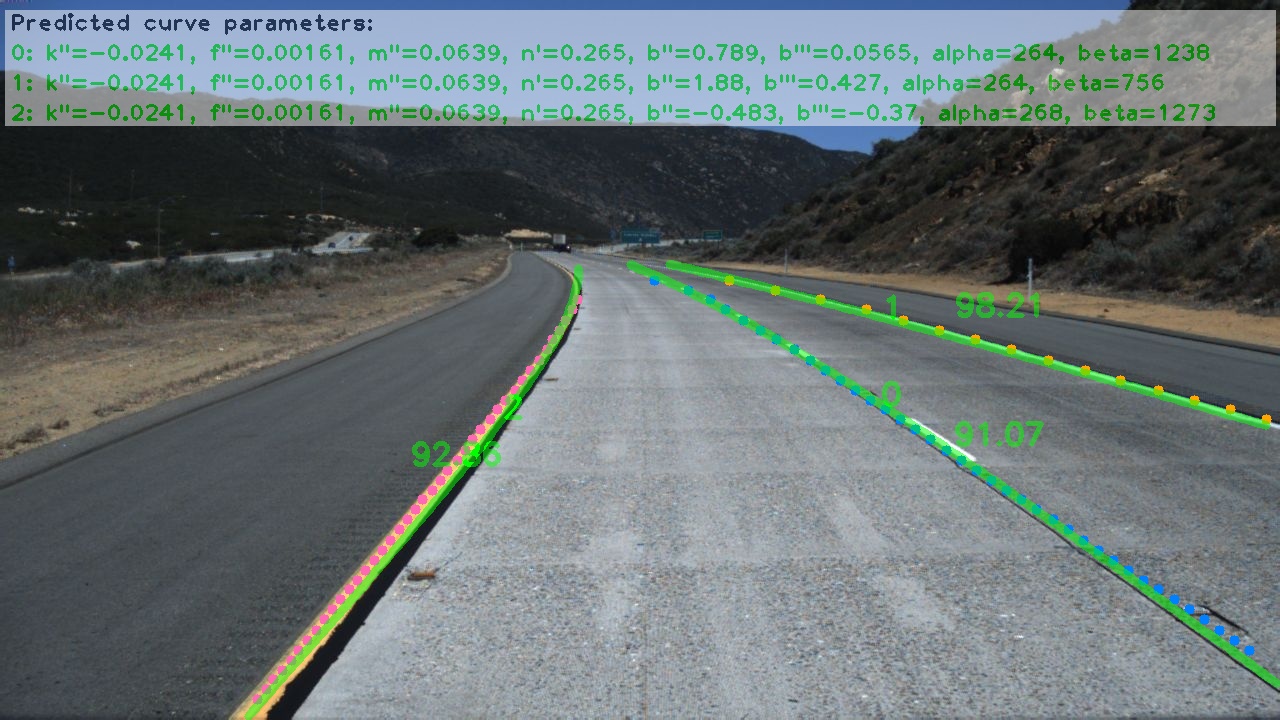 Predicted curve parameters:
0: k''=-0.0241, f''=0.00161, m''=0.0639, n'=0.265, b''=0.789, b'''=0.0565, alpha=264, beta=1238
1: k''=-0.0241, f''=0.00161, m''=0.0639, n'=0.265, b''=1.88, b'''=0.427, alpha=264, beta=756
2: k''=-0.0241, f''=0.00161, m''=0.0639, n'=0.265, b''=-0.483, b'''=-0.37, alpha=268, beta=1273
1 98.21
0
2
91.07
92.86